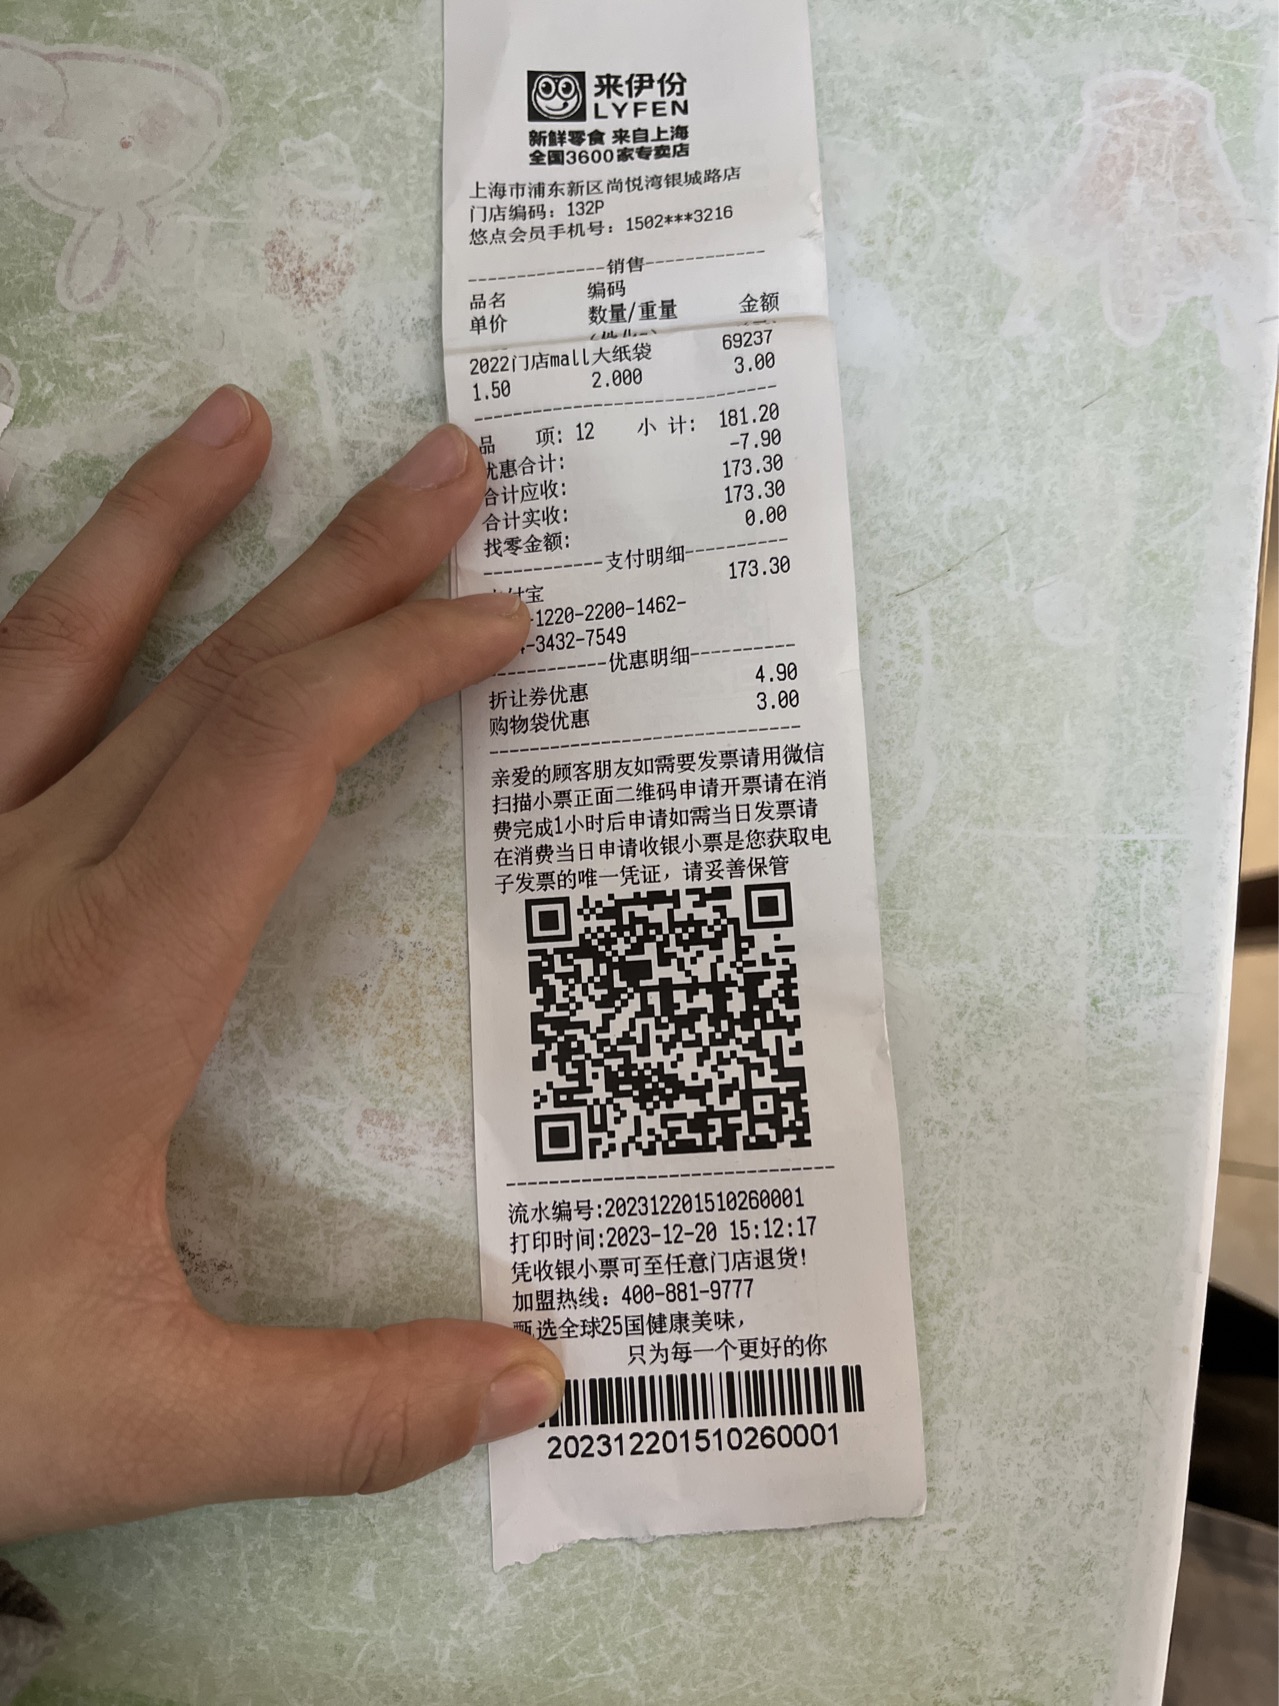 来伊份
LYFEN
新鲜零食 来自上海
全国3600家专卖店
上海市浦东新区尚悦湾银城路店
门店编码：132P
悠点会员手机号：1502***3216
--------------销售------------
品名 编码
单价 数量/重量 金额
2022门店mall大纸袋 69237
1.50 2.000 3.00
品 项: 12 小 计: 181.20
优惠合计: -7.90
合计应收: 173.30
合计实收: 173.30
找零金额: 0.00
------------支付明细----------
付宝 173.30
-1220-2200-1462-
-3432-7549
------------优惠明细----------
折让券优惠 4.90
购物袋优惠 3.00
亲爱的顾客朋友如需要发票请用微信
扫描小票正面二维码申请开票请在消
费完成1小时后申请如需当日发票请
在消费当日申请收银小票是您获取电
子发票的唯一凭证，请妥善保管
流水编号:202312201510260001
打印时间:2023-12-20 15:12:17
凭收银小票可至任意门店退货!
加盟热线：400-881-9777
甄选全球25国健康美味，
只为每一个更好的你
202312201510260001